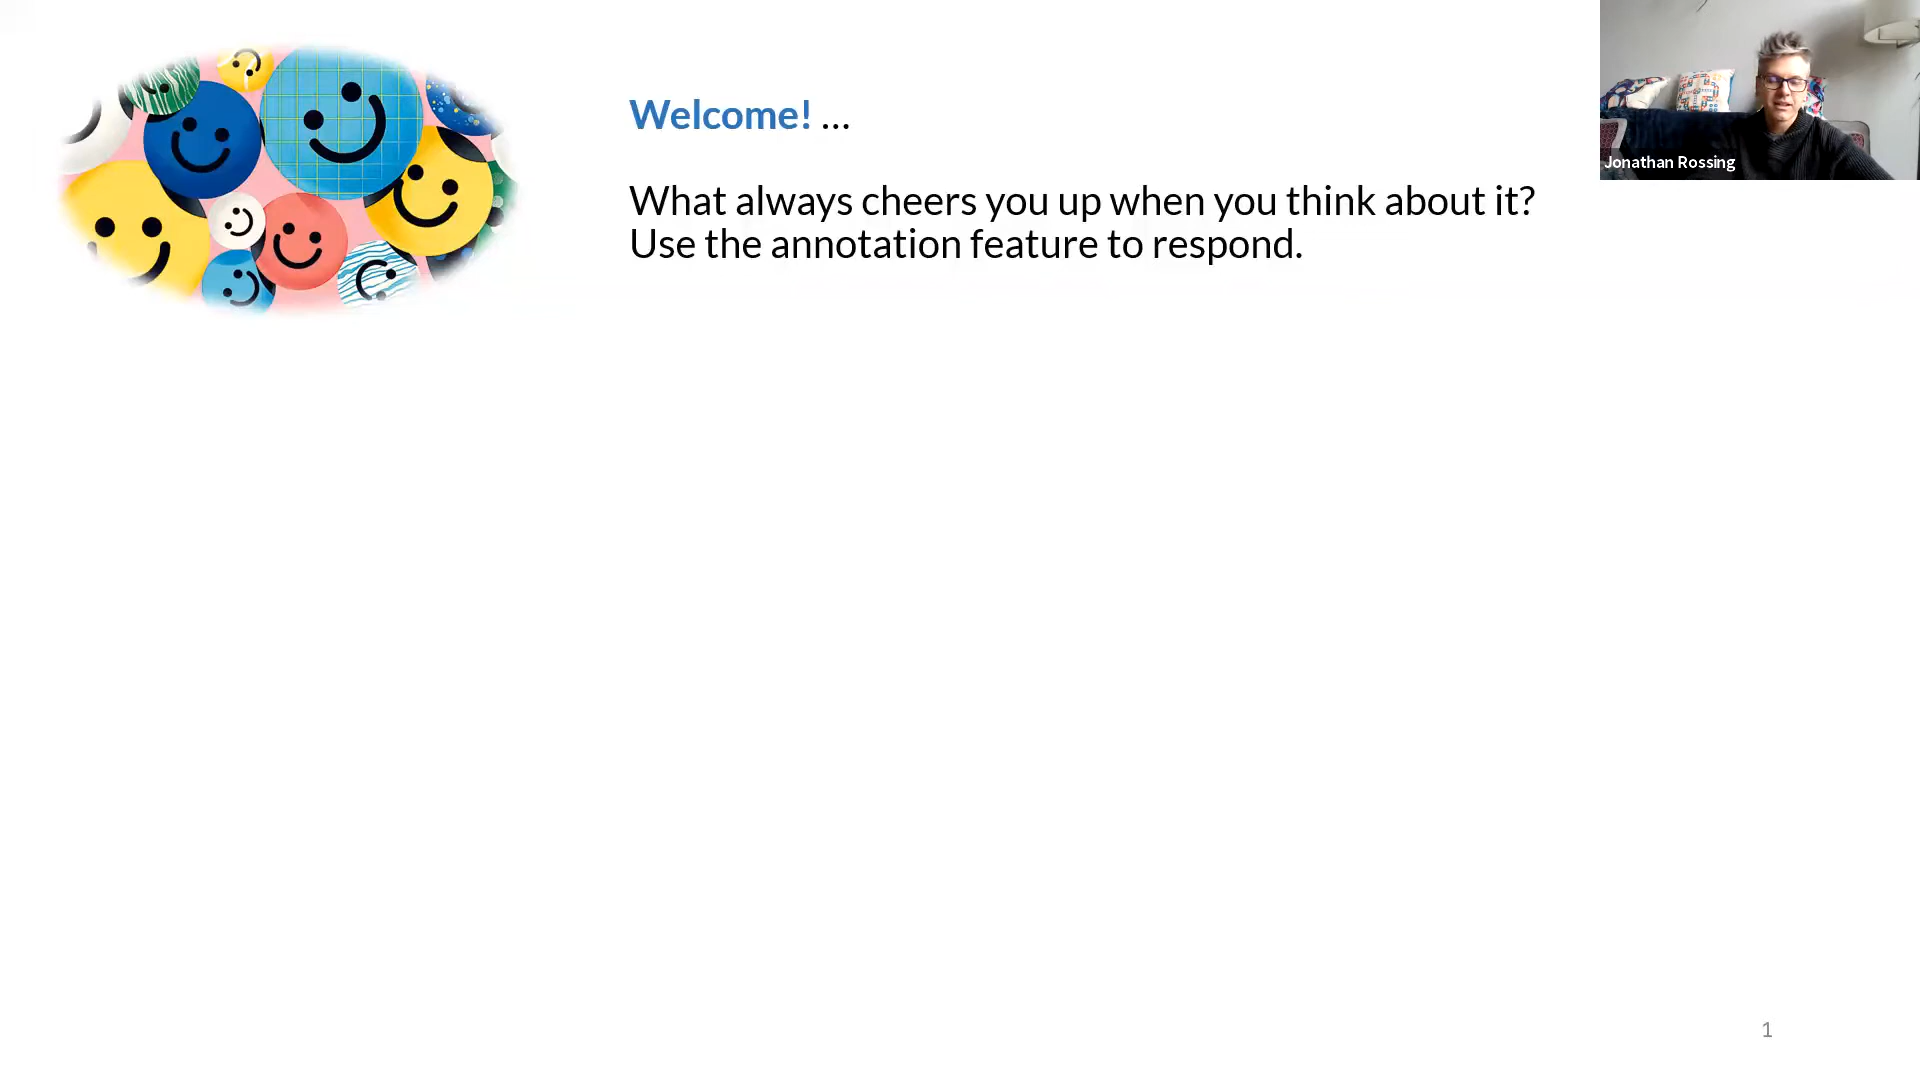 Welcome! ...
What always cheers you up when you think about it?
Use the annotation feature to respond.
Jonathan Rossing
1